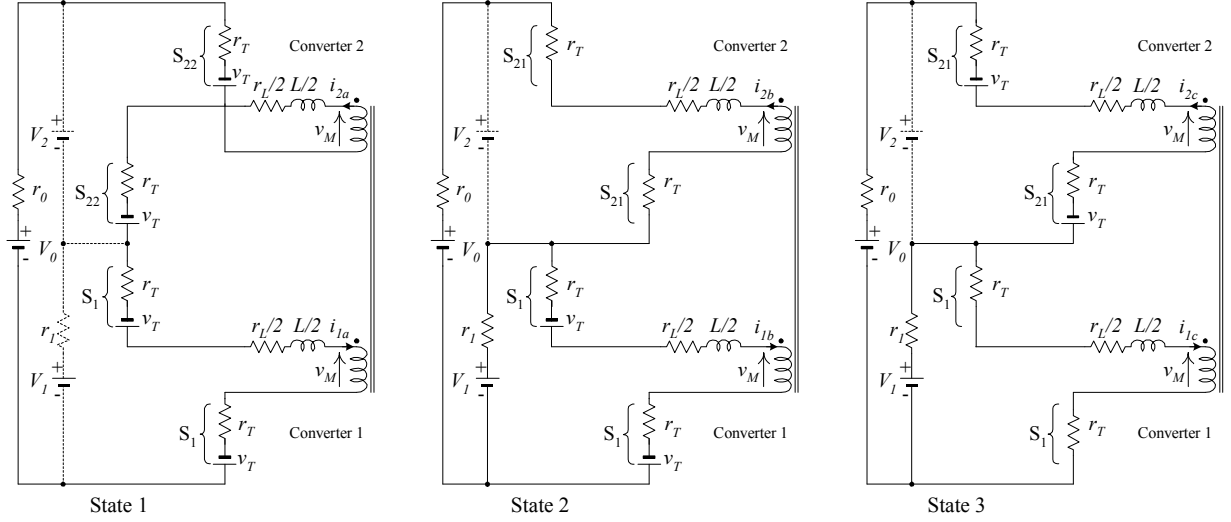 S22
rT
vT
Converter 2
rL/2 L/2 i2a
vM
+
V2
-
S22
rT
vT
r0
+
-
V0
S1
rT
vT
r1
+
V1
-
rL/2 L/2 i1a
vM
S1
rT
vT
Converter 1
State 1
S21
rT
Converter 2
rL/2 L/2 i2b
vM
+
V2
-
S21
rT
r0
+
-
V0
S1
rT
vT
r1
+
V1
-
rL/2 L/2 i1b
vM
S1
rT
vT
Converter 1
State 2
S21
rT
vT
Converter 2
rL/2 L/2 i2c
vM
+
V2
-
S21
rT
vT
r0
+
-
V0
S1
rT
r1
+
V1
-
rL/2 L/2 i1c
vM
S1
rT
Converter 1
State 3